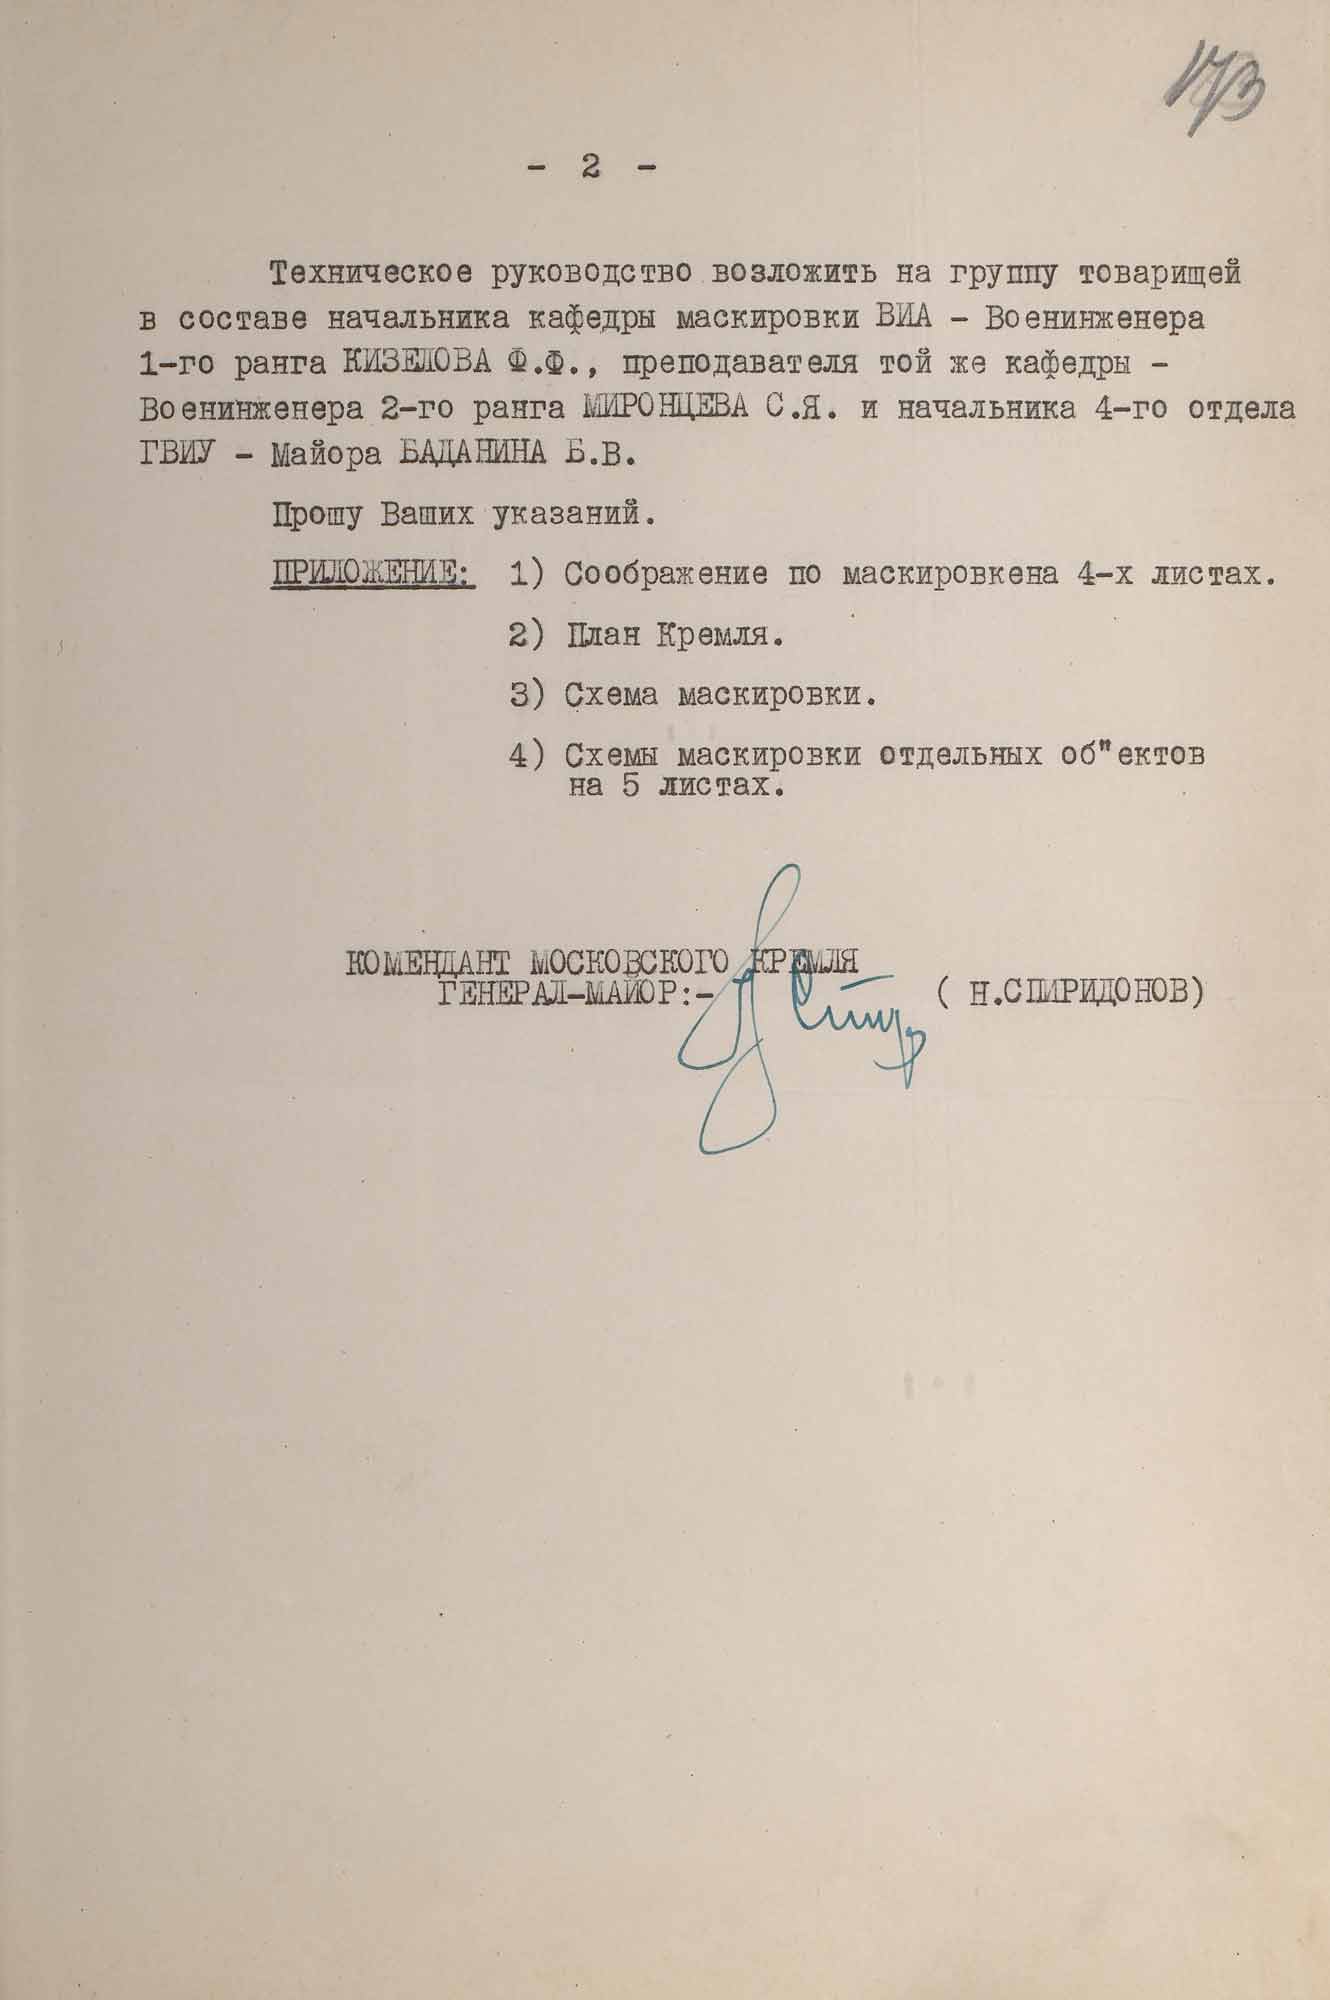 173
- 2 -
Техническое руководство возложить на группу товарищей
в составе начальника кафедры маскировки ВИА - Военинженера
1-го ранга КИЗЕЛОВА Ф.Ф., преподавателя той же кафедры -
Военинженера 2-го ранга МИРОНЦЕВА С.Я. и начальника 4-го отдела
ГВИУ - Майора БАДАНИНА Б.В.
Прошу Ваших указаний.
ПРИЛОЖЕНИЕ: 1) Соображение по маскировкена 4-х листах.
2) План Кремля.
3) Схема маскировки.
4) Схемы маскировки отдельных об"ектов
на 5 листах.
КОМЕНДАНТ МОСКОВСКОГО КРЕМЛЯ
ГЕНЕРАЛ-МАЙОР:- ( Н.СПИРИДОНОВ)